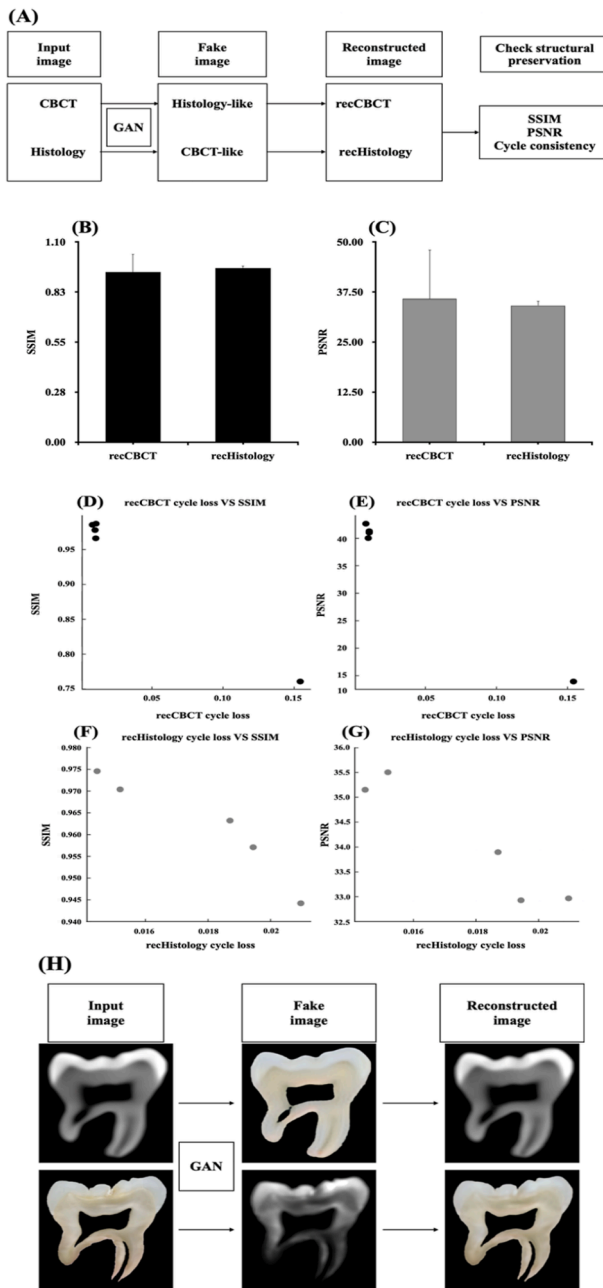 (A)
Input
image
Fake
image
Reconstructed
image
Check structural
preservation
CBCT
Histology-like
recCBCT
GAN
Histology
CBCT-like
recHistology
SSIM
PSNR
Cycle consistency
(B)
1.10
0.83
0.55
0.28
0.00
SSIM
recCBCT
recHistology
(C)
50.00
37.50
25.00
12.50
0.00
PSNR
recCBCT
recHistology
(D)
recCBCT cycle loss VS SSIM
0.95
0.90
0.85
0.80
0.75
SSIM
0.05
0.10
0.15
recCBCT cycle loss
(E)
recCBCT cycle loss VS PSNR
40
35
30
25
20
15
10
PSNR
0.05
0.10
0.15
recCBCT cycle loss
(F)
recHistology cycle loss VS SSIM
0.980
0.975
0.970
0.965
0.960
0.955
0.950
0.945
0.940
SSIM
0.016
0.018
0.02
recHistology cycle loss
(G)
recHistology cycle loss VS PSNR
36.0
35.5
35.0
34.5
34.0
33.5
33.0
32.5
PSNR
0.016
0.018
0.02
recHistology cycle loss
(H)
Input
image
Fake
image
Reconstructed
image
GAN